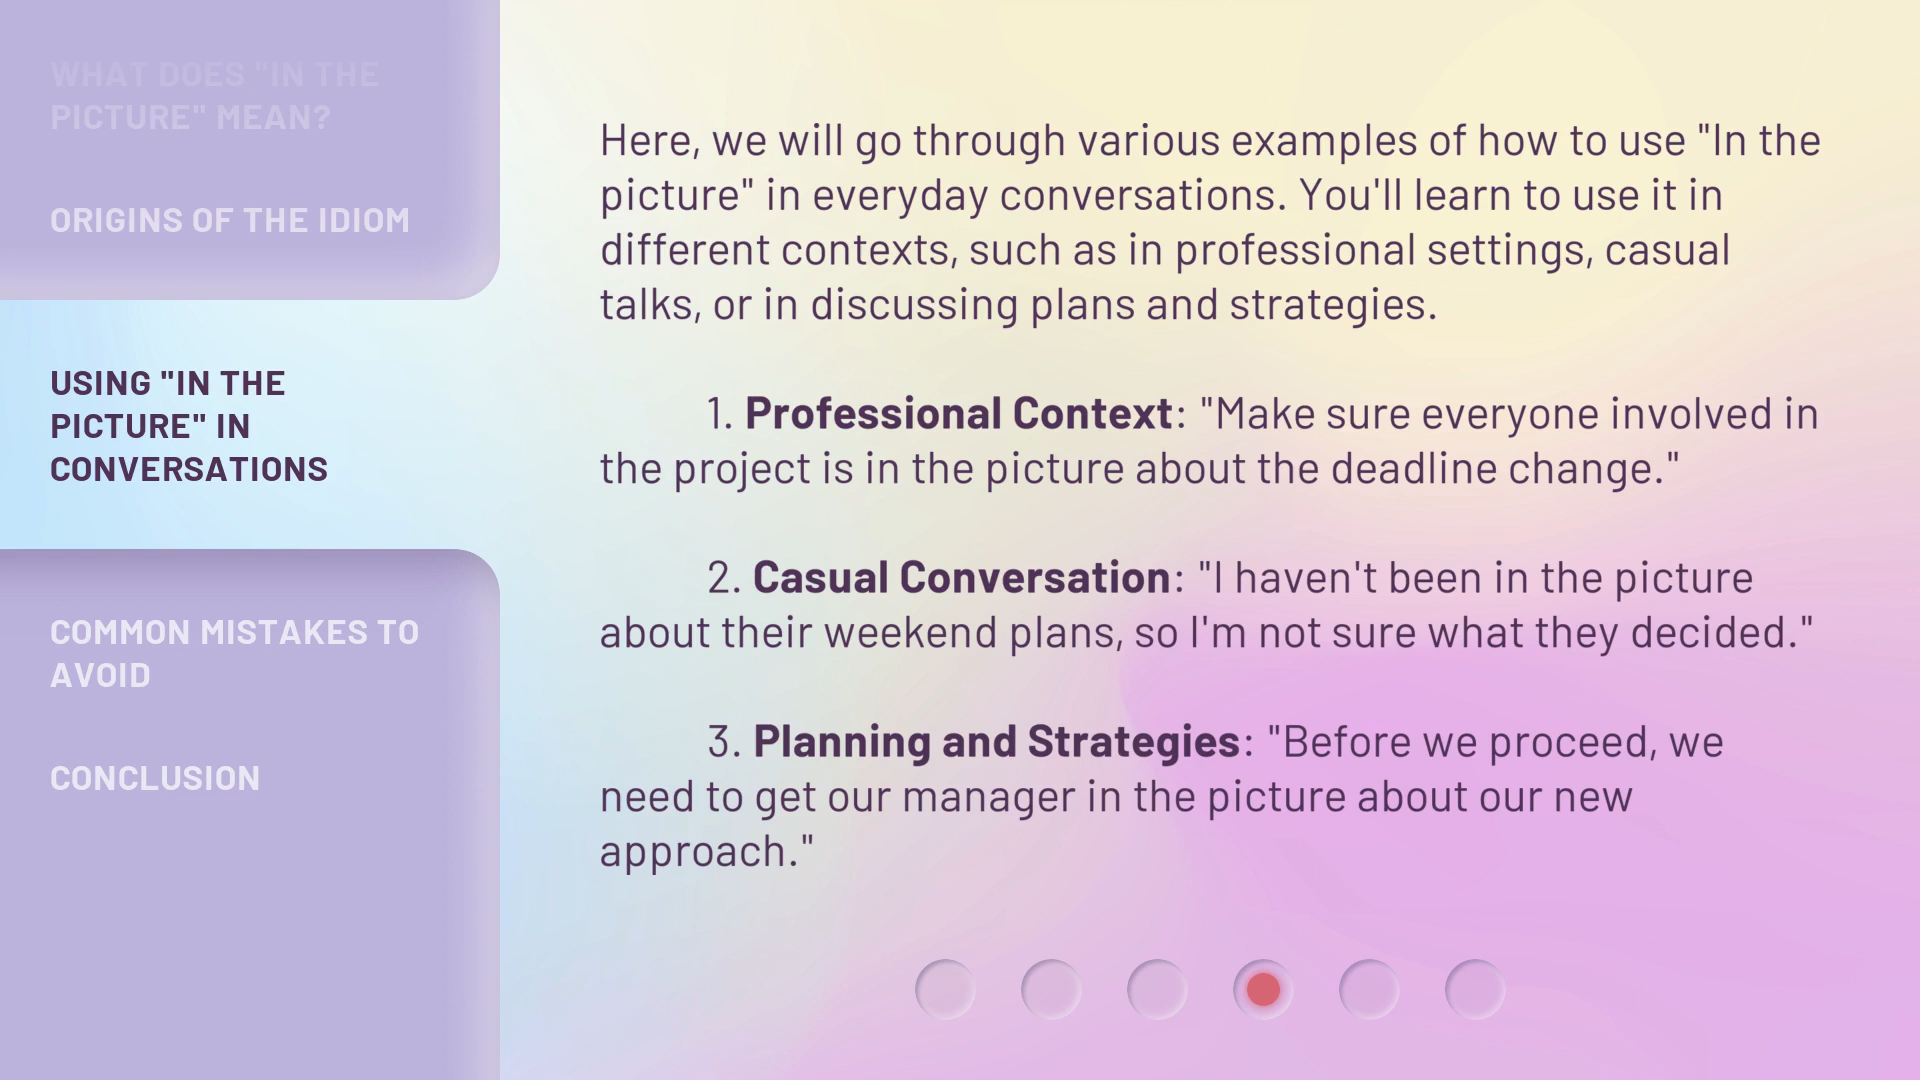 WHAT DOES "IN THE
PICTURE" MEAN?
ORIGINS OF THE IDIOM
USING "IN THE
PICTURE" IN
CONVERSATIONS
COMMON MISTAKES TO
AVOID
CONCLUSION
Here, we will go through various examples of how to use "In the
picture" in everyday conversations. You'll learn to use it in
different contexts, such as in professional settings, casual
talks, or in discussing plans and strategies.
1. Professional Context: "Make sure everyone involved in
the project is in the picture about the deadline change."
2. Casual Conversation: "I haven't been in the picture
about their weekend plans, so I'm not sure what they decided."
3. Planning and Strategies: "Before we proceed, we
need to get our manager in the picture about our new
approach."